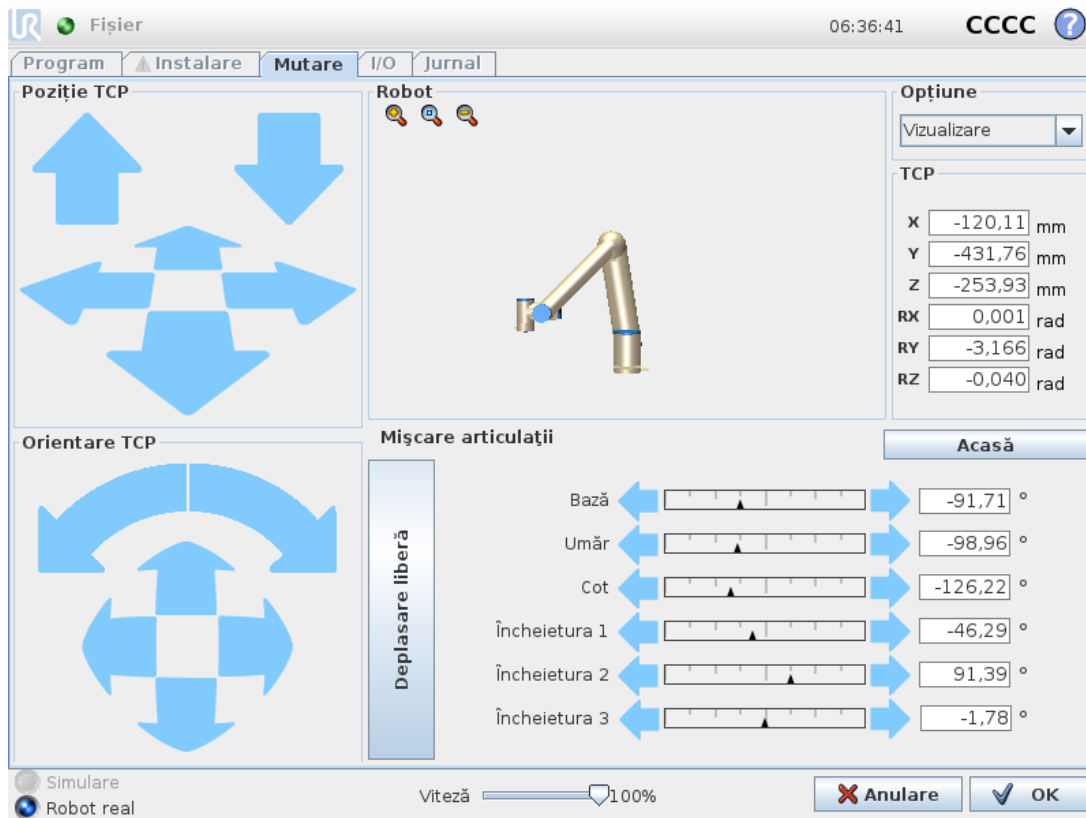 UR Fișier 06:36:41 CCCC ?
Program Instalare Mutare I/O Jurnal
Poziție TCP
Robot
Opțiune
Vizualizare
TCP
X -120,11 mm
Y -431,76 mm
Z -253,93 mm
RX 0,001 rad
RY -3,166 rad
RZ -0,040 rad
Orientare TCP
Mișcare articulații
Acasă
Deplasare liberă
Bază -91,71 °
Umăr -98,96 °
Cot -126,22 °
Încheietura 1 -46,29 °
Încheietura 2 91,39 °
Încheietura 3 -1,78 °
Simulare
Robot real
Viteză 100%
Anulare OK